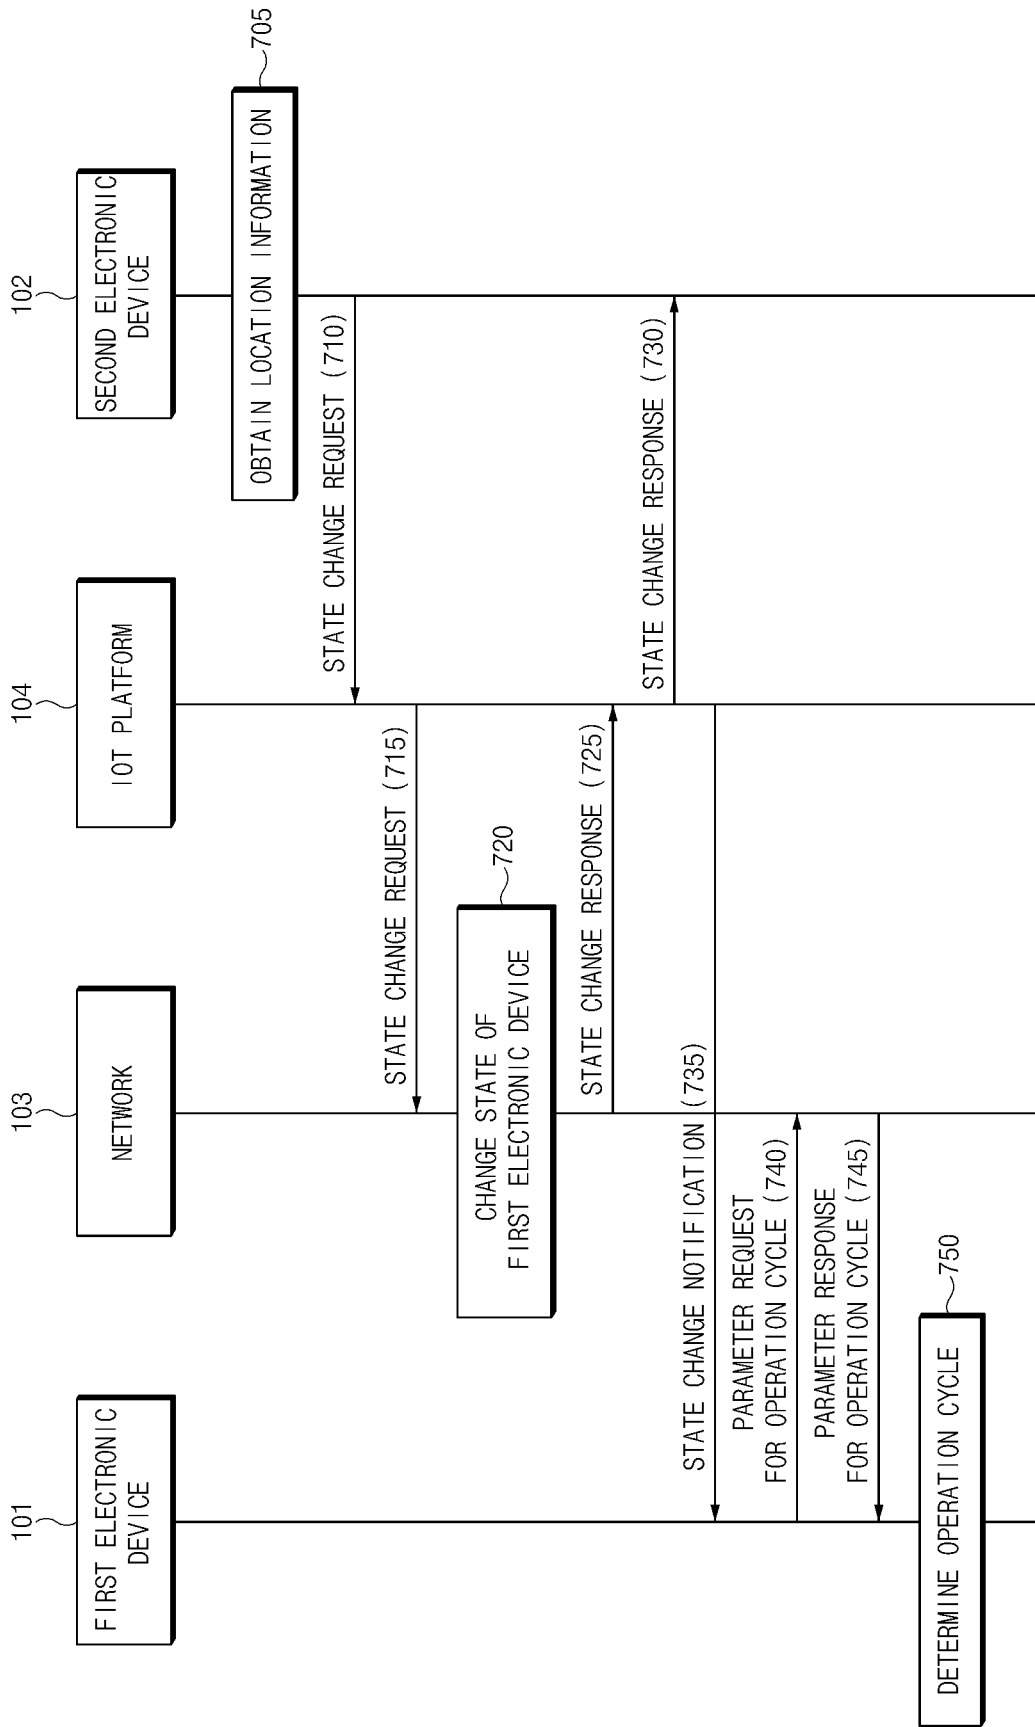 101
FIRST ELECTRONIC
DEVICE
103
NETWORK
104
IOT PLATFORM
102
SECOND ELECTRONIC
DEVICE
OBTAIN LOCATION INFORMATION
705
STATE CHANGE REQUEST (710)
STATE CHANGE REQUEST (715)
CHANGE STATE OF
FIRST ELECTRONIC DEVICE
720
STATE CHANGE RESPONSE (725)
STATE CHANGE RESPONSE (730)
STATE CHANGE NOTIFICATION (735)
PARAMETER REQUEST
FOR OPERATION CYCLE (740)
PARAMETER RESPONSE
FOR OPERATION CYCLE (745)
DETERMINE OPERATION CYCLE
750